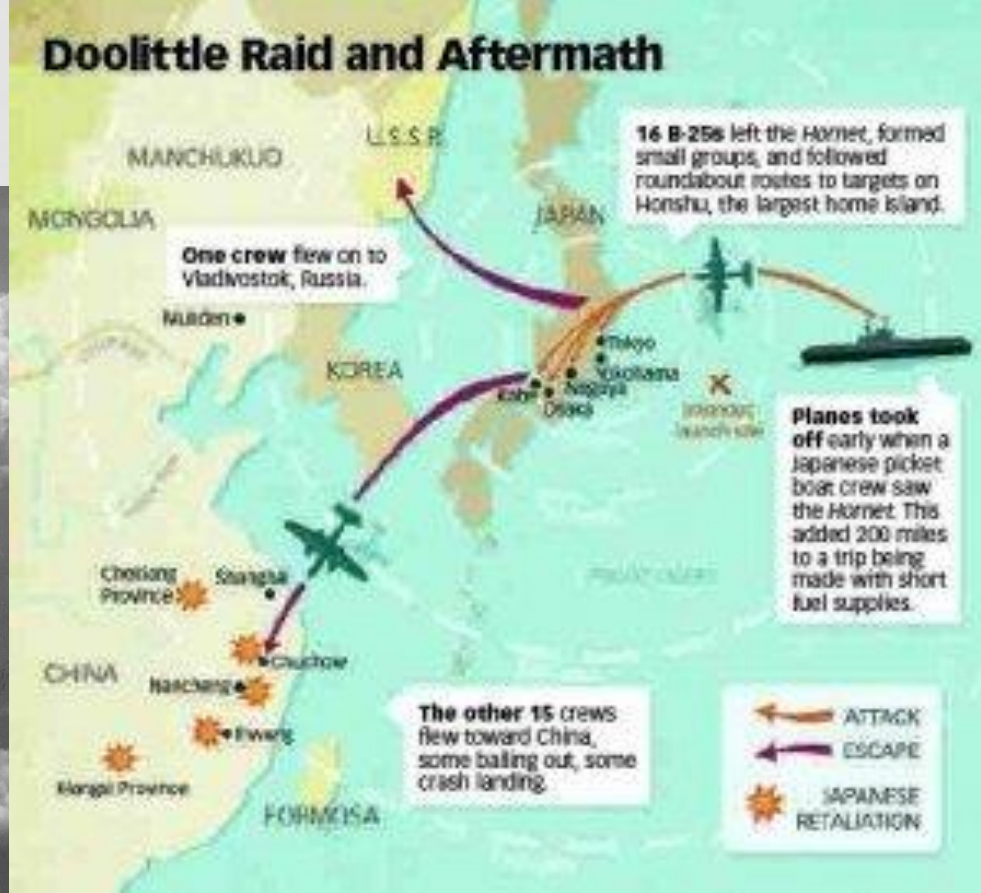 Doolittle Raid and Aftermath
U.S.S.R.
MANCHUKUO
MONGOLIA
16 B-25s left the Hornet, formed
small groups, and followed
roundabout routes to targets on
Honshu, the largest home island.
JAPAN
One crew flew on to
Vladivostok, Russia.
Mukden
KOREA
Tokyo
Yokohama
Nagoya
Kobe
Osaka
launch site
Planes took
off early when a
Japanese picket
boat crew saw
the Hornet. This
added 200 miles
to a trip being
made with short
fuel supplies.
Chekiang
Province
Shanghai
CHINA
Chuchow
Nancheng
Ihwang
Kiangsi Province
FORMOSA
The other 15 crews
flew toward China,
some bailing out, some
crash landing.
ATTACK
ESCAPE
JAPANESE
RETALIATION